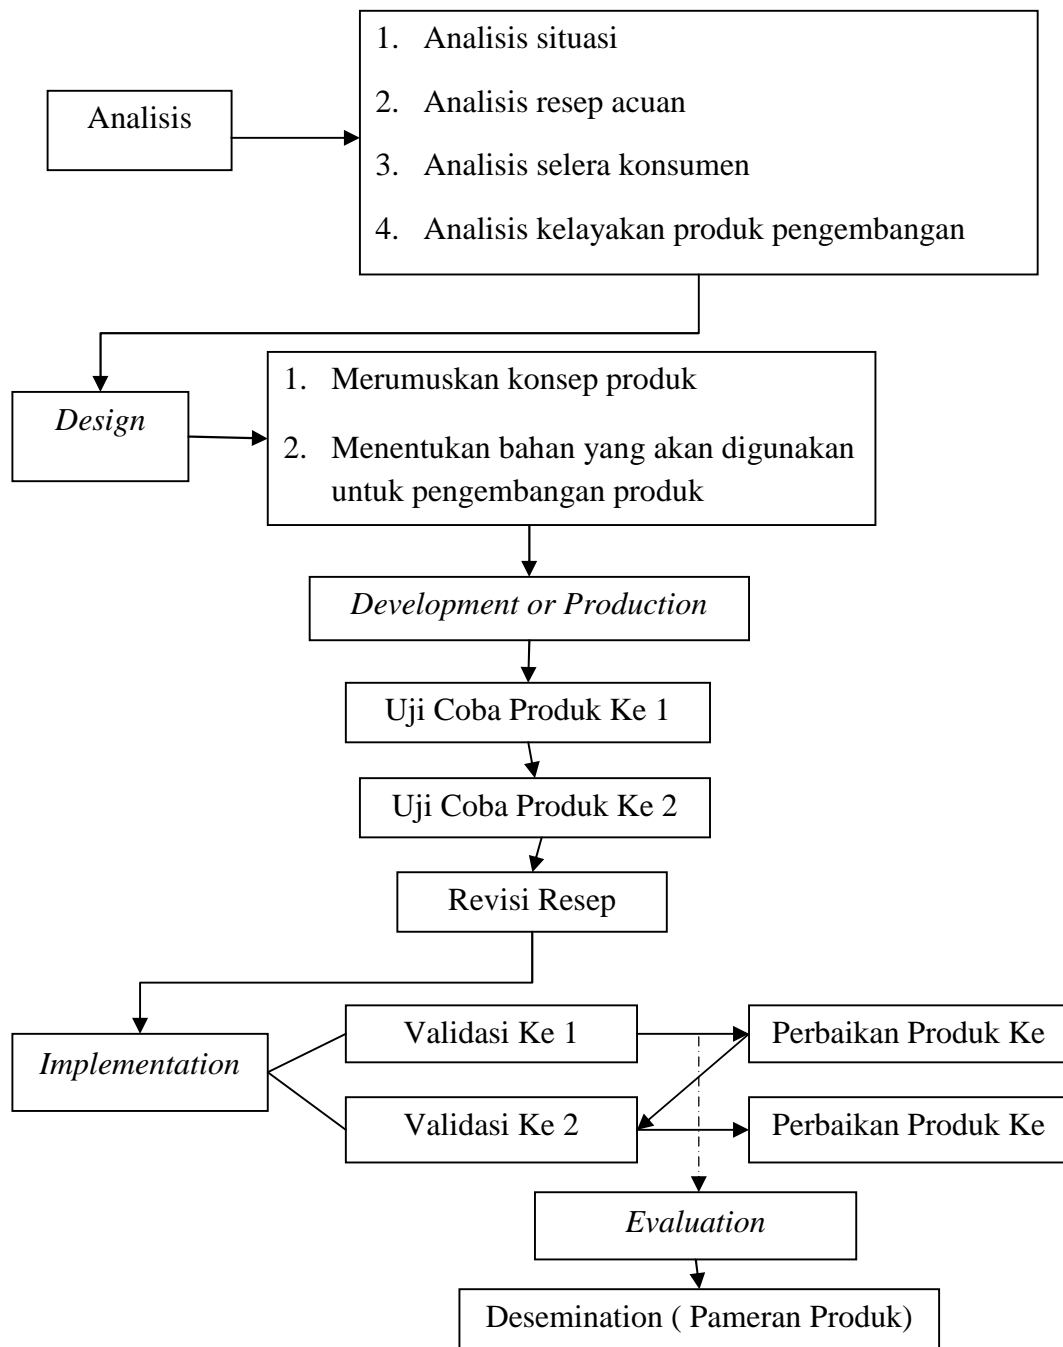 1. Analisis situasi
Analisis
2. Analisis resep acuan
3. Analisis selera konsumen
4. Analisis kelayakan produk pengembangan
Design
1. Merumuskan konsep produk
2. Menentukan bahan yang akan digunakan
untuk pengembangan produk
Development or Production
Uji Coba Produk Ke 1
Uji Coba Produk Ke 2
Revisi Resep
Implementation
Validasi Ke 1
Perbaikan Produk Ke
Validasi Ke 2
Perbaikan Produk Ke
Evaluation
Desemination ( Pameran Produk)